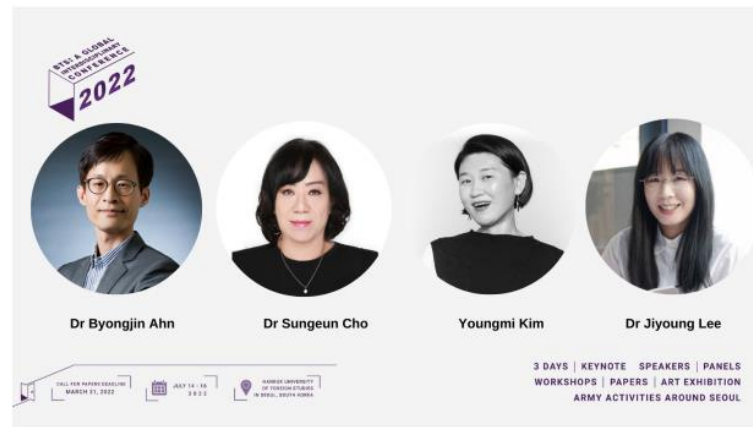 BTS: A GLOBAL
INTERDISCIPLINARY
CONFERENCE
2022
Dr Byongjin Ahn
Dr Sungeun Cho
Youngmi Kim
Dr Jiyoung Lee
CALL FOR PAPERS DEADLINE
MARCH 31, 2022
JULY 14 - 16
2022
HANKUK UNIVERSITY
OF FOREIGN STUDIES
IN SEOUL, SOUTH KOREA
3 DAYS | KEYNOTE SPEAKERS | PANELS
WORKSHOPS | PAPERS | ART EXHIBITION
ARMY ACTIVITIES AROUND SEOUL